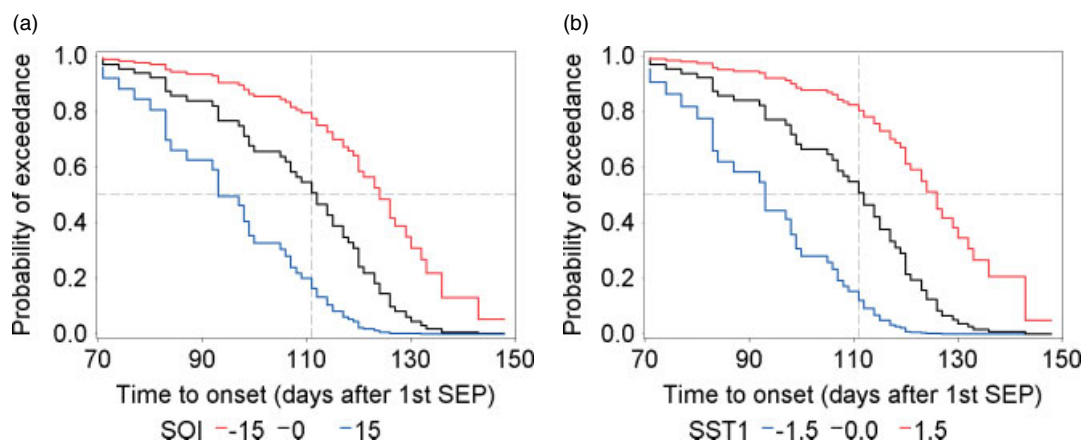 (a)
(b)
Probability of exceedance
1.0
0.8
0.6
0.4
0.2
0.0
70 90 110 130 150
Time to onset (days after 1st SEP)
SOI -15 0 15
Probability of exceedance
1.0
0.8
0.6
0.4
0.2
0.0
70 90 110 130 150
Time to onset (days after 1st SEP)
SST1 -1.5 0.0 1.5